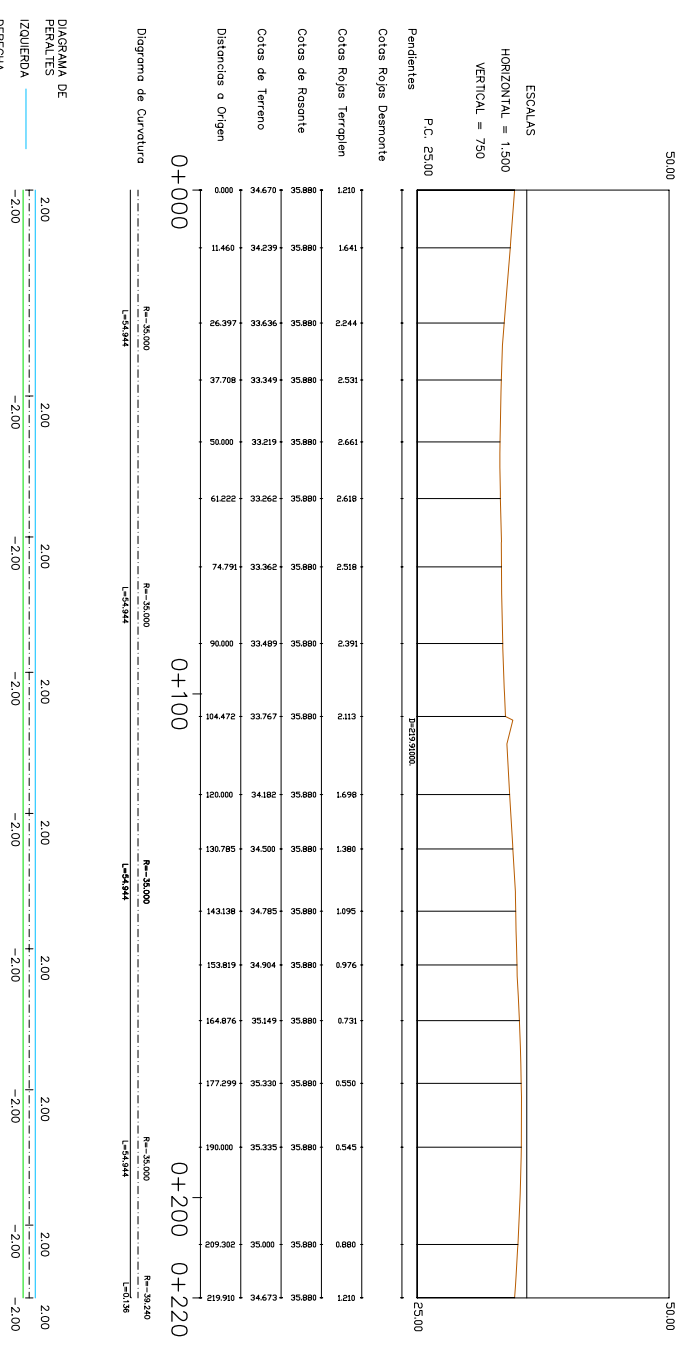 50.00 50.00
ESCALAS
HORIZONTAL = 1.500
VERTICAL = 750
P.C. 25.00 25.00
Pendientes D=219.91000.
Cotas Rojas Desmonte
Cotas Rojas Terraplen 1.210 1.641 2.244 2.531 2.661 2.618 2.518 2.391 2.113 1.698 1.380 1.095 0.976 0.731 0.550 0.545 0.880 1.210
Cotas de Rasante 35.880 35.880 35.880 35.880 35.880 35.880 35.880 35.880 35.880 35.880 35.880 35.880 35.880 35.880 35.880 35.880 35.880 35.880
Cotas de Terreno 34.670 34.239 33.636 33.349 33.219 33.262 33.362 33.489 33.767 34.182 34.500 34.785 34.904 35.149 35.330 35.335 35.000 34.673
Distancias a Origen 0.000 11.460 26.397 37.708 50.000 61.222 74.791 90.000 104.472 120.000 130.785 143.138 153.819 164.876 177.299 190.000 209.302 219.910
0+000 0+100 0+200 0+220
Diagrama de Curvatura R=-35.000 R=-35.000 R=-35.000 R=-35.000 R=-39.240
L=54.944 L=54.944 L=54.944 L=54.944 L=0.136
DIAGRAMA DE
PERALTES 2.00 2.00 2.00 2.00 2.00 2.00 2.00 2.00 2.00
IZQUIERDA
-2.00 -2.00 -2.00 -2.00 -2.00 -2.00 -2.00 -2.00 -2.00